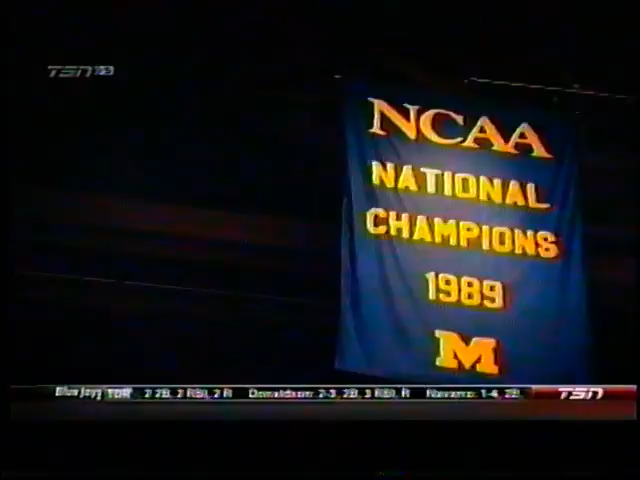 TSN
NCAA
NATIONAL
CHAMPIONS
1989
M
Blue Jays TOR 2 2B, 2 RBI, 2 R Donaldson 2-3, 2B, 3 RBI, R Navarro 1-4, 2B TSN